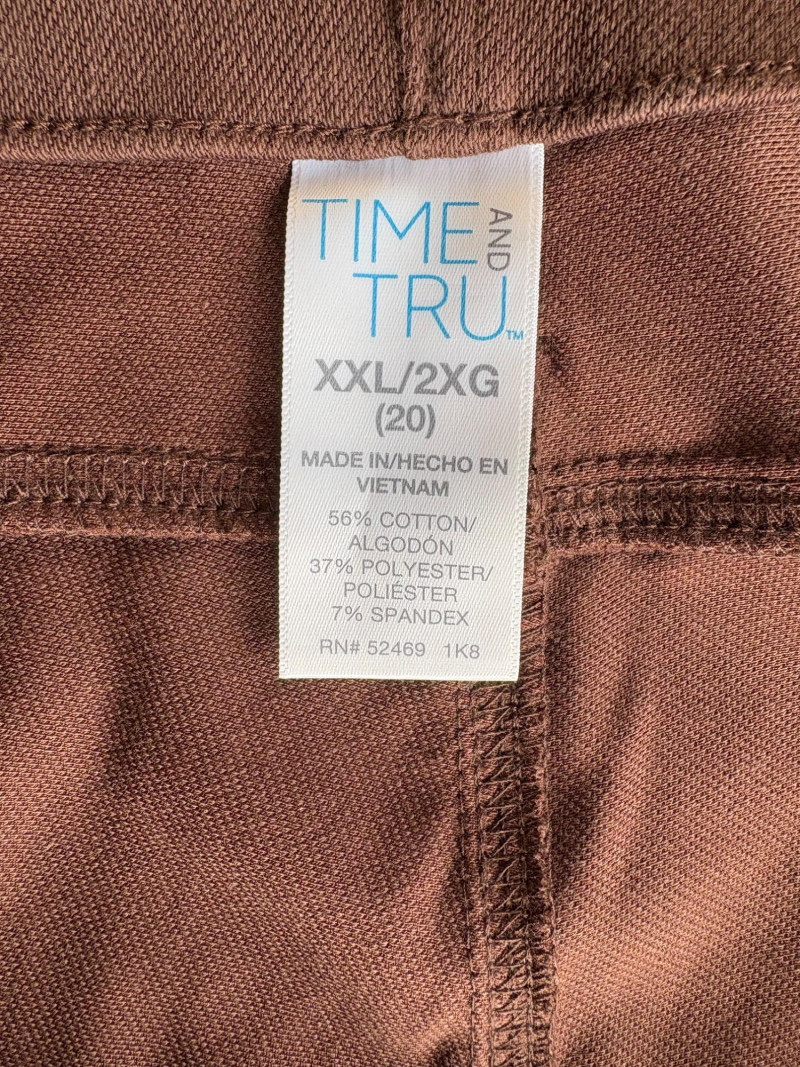 TIME AND
TRU™
XXL/2XG
(20)
MADE IN/HECHO EN
VIETNAM
56% COTTON/
ALGODÓN
37% POLYESTER/
POLIÉSTER
7% SPANDEX
RN# 52469 1K8